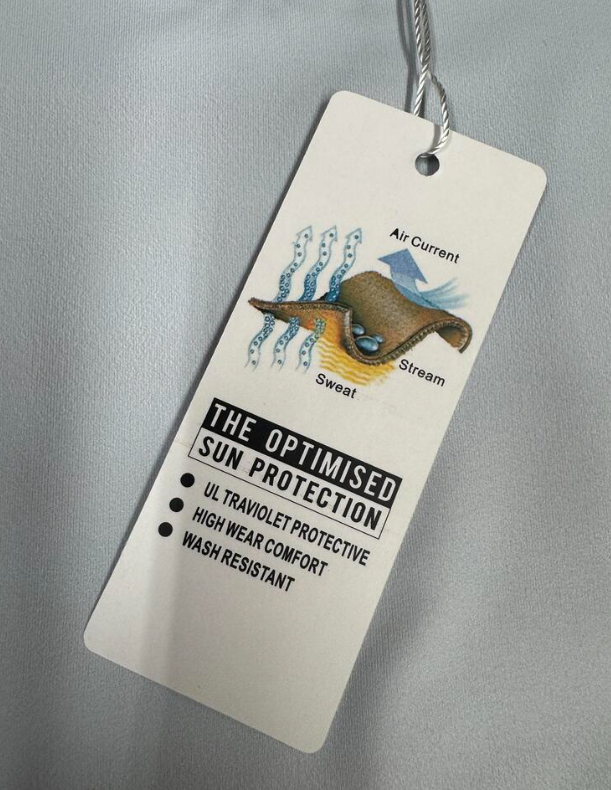 Air Current
Stream
Sweat
THE OPTIMISED
SUN PROTECTION
● UL TRAVIOLET PROTECTIVE
● HIGH WEAR COMFORT
● WASH RESISTANT